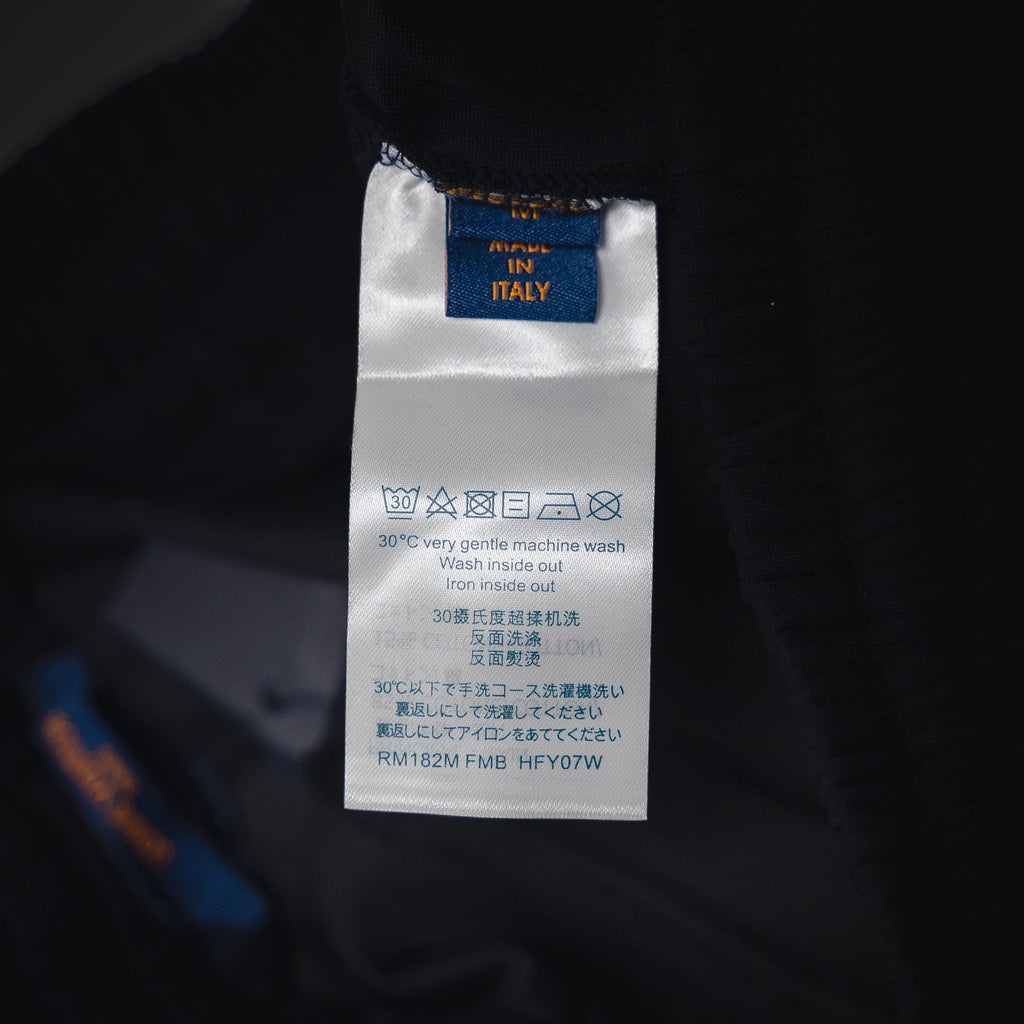 M
MADE
IN
ITALY
30
30°C very gentle machine wash
Wash inside out
Iron inside out
30摄氏度超揉机洗
反面洗涤
反面熨烫
30℃以下で手洗コース洗濯機洗い
裏返しにして洗濯してください
裏返しにしてアイロンをあててください
RM182M FMB HFY07W